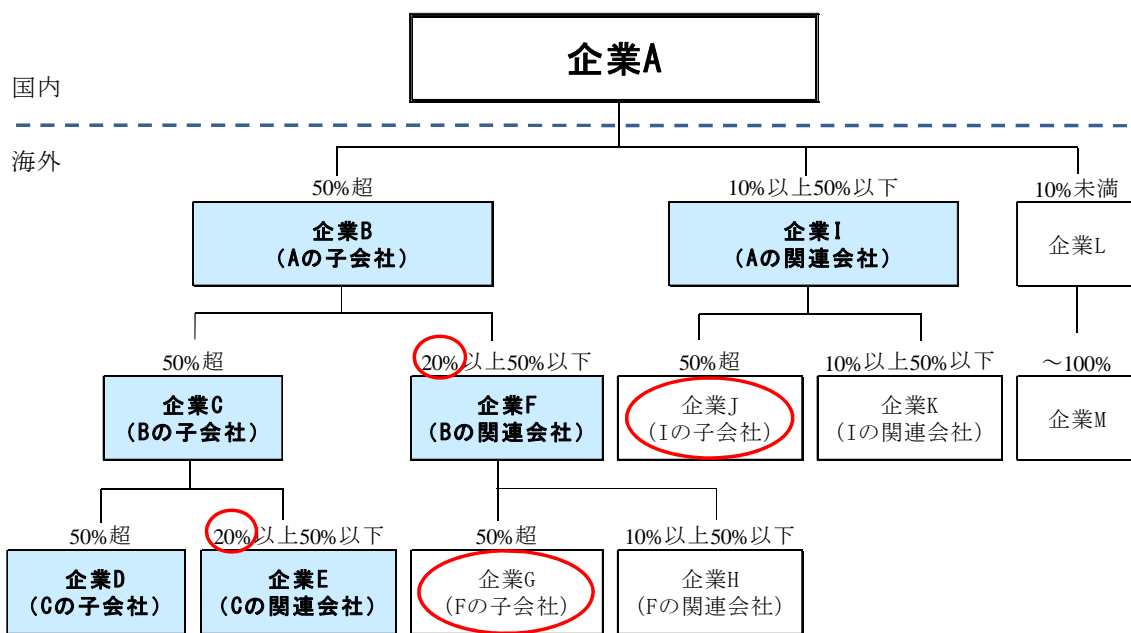 企業A
国内
海外
50%超
10%以上50%以下
10%未満
企業B
(Aの子会社)
企業I
(Aの関連会社)
企業L
50%超
20%以上50%以下
50%超
10%以上50%以下
～100%
企業C
(Bの子会社)
企業F
(Bの関連会社)
企業J
(Iの子会社)
企業K
(Iの関連会社)
企業M
50%超
20%以上50%以下
50%超
10%以上50%以下
企業D
(Cの子会社)
企業E
(Cの関連会社)
企業G
(Fの子会社)
企業H
(Fの関連会社)